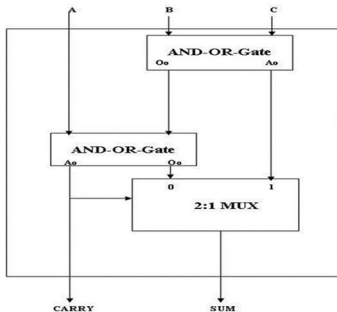 A B C
AND-OR-Gate
Oo Ao
AND-OR-Gate
Ao Oo
0 1
2:1 MUX
CARRY SUM